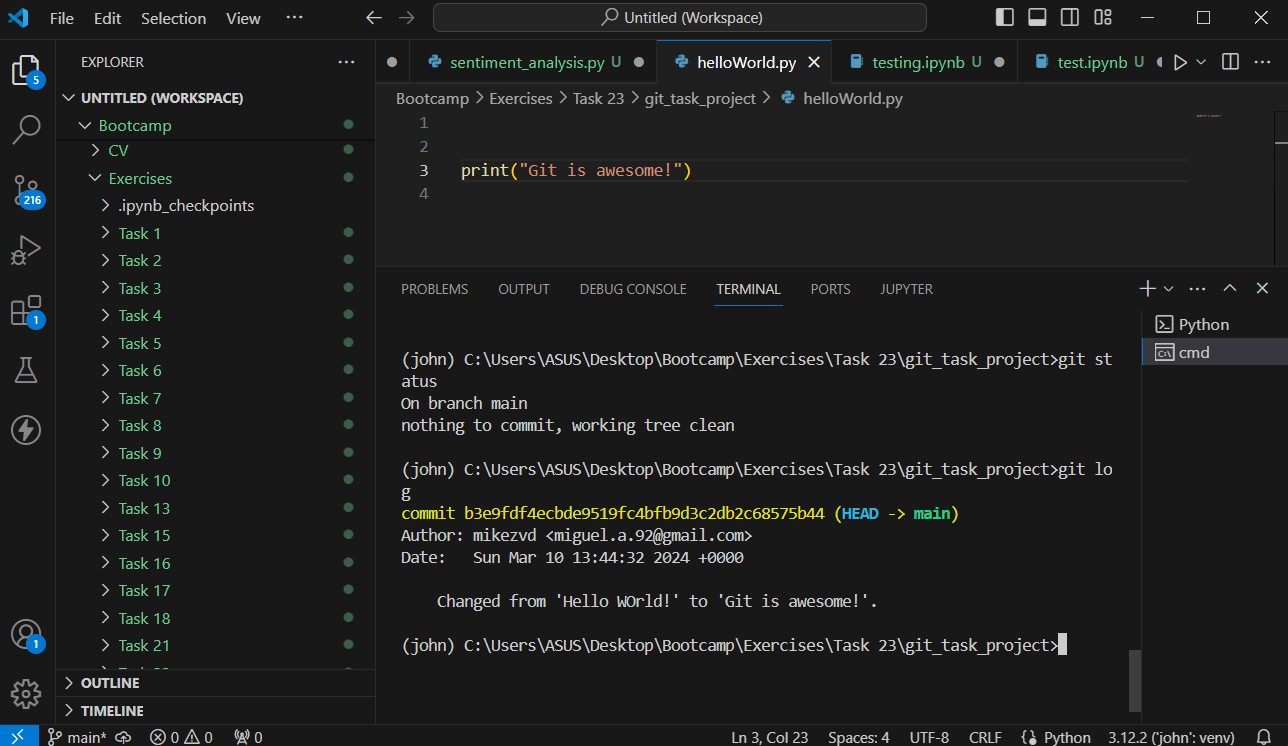 File Edit Selection View ··· Untitled (Workspace)
5
EXPLORER ···
UNTITLED (WORKSPACE)
Bootcamp
CV
Exercises
.ipynb_checkpoints
Task 1
Task 2
Task 3
Task 4
Task 5
Task 6
Task 7
Task 8
Task 9
Task 10
Task 13
Task 15
Task 16
Task 17
Task 18
Task 21
OUTLINE
TIMELINE
216
1
1
sentiment_analysis.py U helloWorld.py testing.ipynb U test.ipynb U ···
Bootcamp > Exercises > Task 23 > git_task_project > helloWorld.py
1
2
3 print("Git is awesome!")
4
PROBLEMS OUTPUT DEBUG CONSOLE TERMINAL PORTS JUPYTER ···
(john) C:\Users\ASUS\Desktop\Bootcamp\Exercises\Task 23\git_task_project>git st
atus
On branch main
nothing to commit, working tree clean
(john) C:\Users\ASUS\Desktop\Bootcamp\Exercises\Task 23\git_task_project>git lo
g
commit b3e9fdf4ecbde9519fc4bfb9d3c2db2c68575b44 (HEAD -> main)
Author: mikezvd <miguel.a.92@gmail.com>
Date:   Sun Mar 10 13:44:32 2024 +0000
Changed from 'Hello WOrld!' to 'Git is awesome!'.
(john) C:\Users\ASUS\Desktop\Bootcamp\Exercises\Task 23\git_task_project>
Python
cmd
main* 0 0 0 Ln 3, Col 23 Spaces: 4 UTF-8 CRLF Python 3.12.2 ('john': venv)